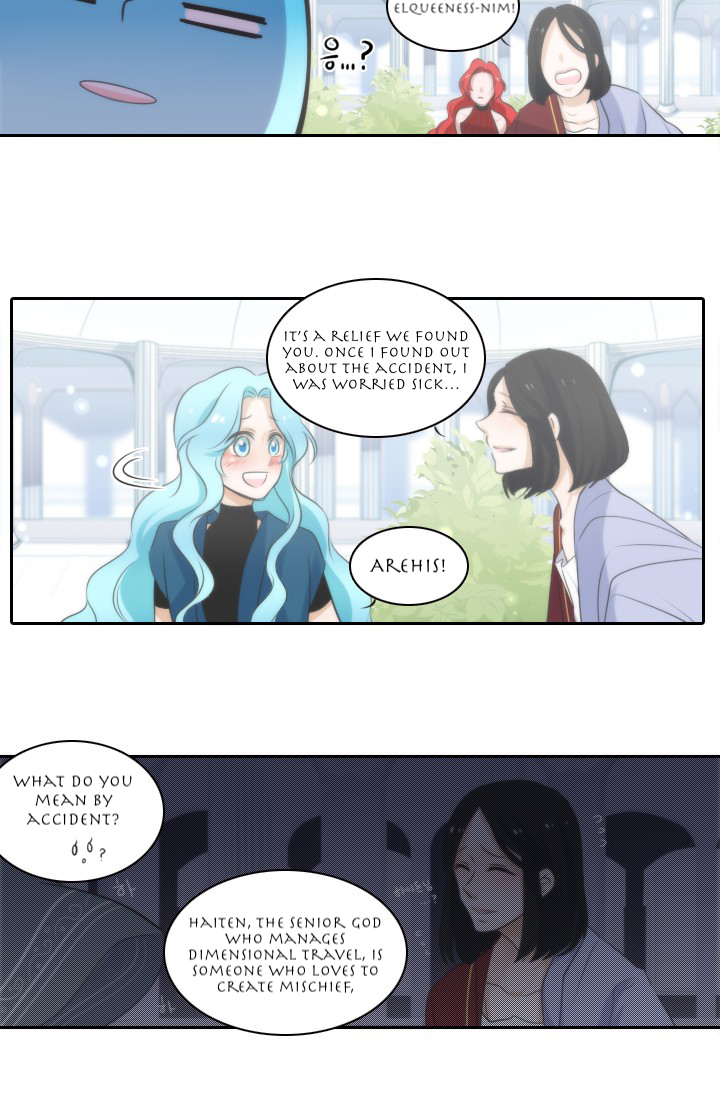 ELQUEENESS-NIM!
응...?
IT'S A RELIEF WE FOUND
YOU. ONCE I FOUND OUT
ABOUT THE ACCIDENT, I
WAS WORRIED SICK...
AREHIS!
WHAT DO YOU
MEAN BY
ACCIDENT?
?
하
HAITEN, THE SENIOR GOD
WHO MANAGES
DIMENSIONAL TRAVEL, IS
SOMEONE WHO LOVES TO
CREATE MISCHIEF,